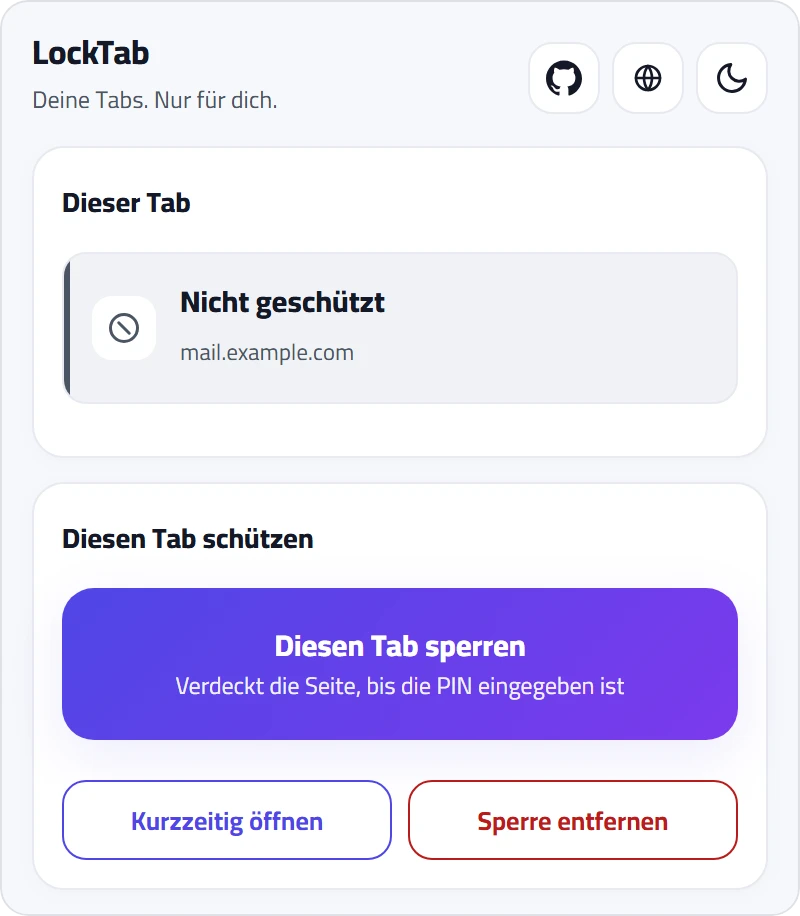 LockTab
Deine Tabs. Nur für dich.
Dieser Tab
Nicht geschützt
mail.example.com
Diesen Tab schützen
Diesen Tab sperren
Verdeckt die Seite, bis die PIN eingegeben ist
Kurzzeitig öffnen
Sperre entfernen